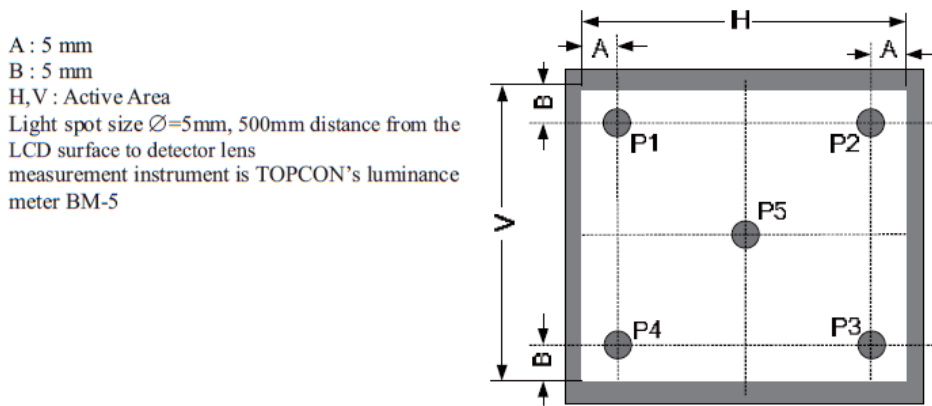 A : 5 mm
B : 5 mm
H,V : Active Area
Light spot size ∅=5mm, 500mm distance from the
LCD surface to detector lens
measurement instrument is TOPCON's luminance
meter BM-5
H
A
A
B
P1
P2
P5
V
P4
P3
B